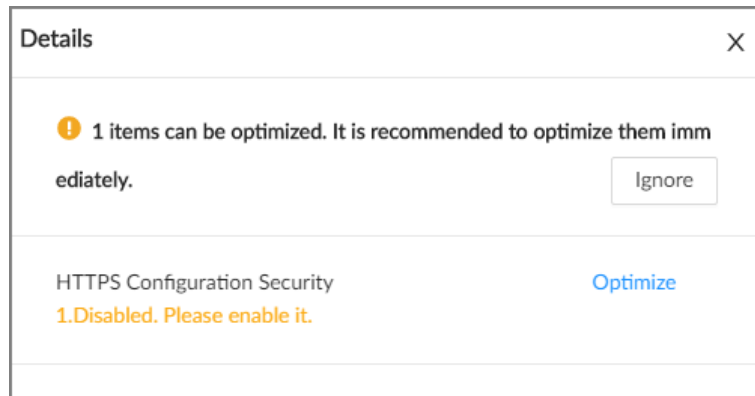 Details
X
1 items can be optimized. It is recommended to optimize them imm
ediately.
Ignore
HTTPS Configuration Security
Optimize
1.Disabled. Please enable it.